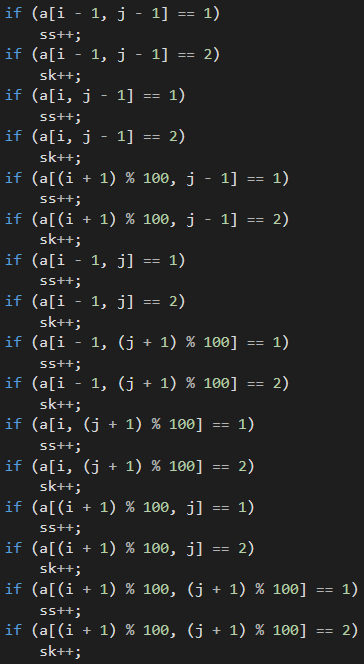 if (a[i - 1, j - 1] == 1)
    ss++;
if (a[i - 1, j - 1] == 2)
    sk++;
if (a[i, j - 1] == 1)
    ss++;
if (a[i, j - 1] == 2)
    sk++;
if (a[(i + 1) % 100, j - 1] == 1)
    ss++;
if (a[(i + 1) % 100, j - 1] == 2)
    sk++;
if (a[i - 1, j] == 1)
    ss++;
if (a[i - 1, j] == 2)
    sk++;
if (a[i - 1, (j + 1) % 100] == 1)
    ss++;
if (a[i - 1, (j + 1) % 100] == 2)
    sk++;
if (a[i, (j + 1) % 100] == 1)
    ss++;
if (a[i, (j + 1) % 100] == 2)
    sk++;
if (a[(i + 1) % 100, j] == 1)
    ss++;
if (a[(i + 1) % 100, j] == 2)
    sk++;
if (a[(i + 1) % 100, (j + 1) % 100] == 1)
    ss++;
if (a[(i + 1) % 100, (j + 1) % 100] == 2)
    sk++;